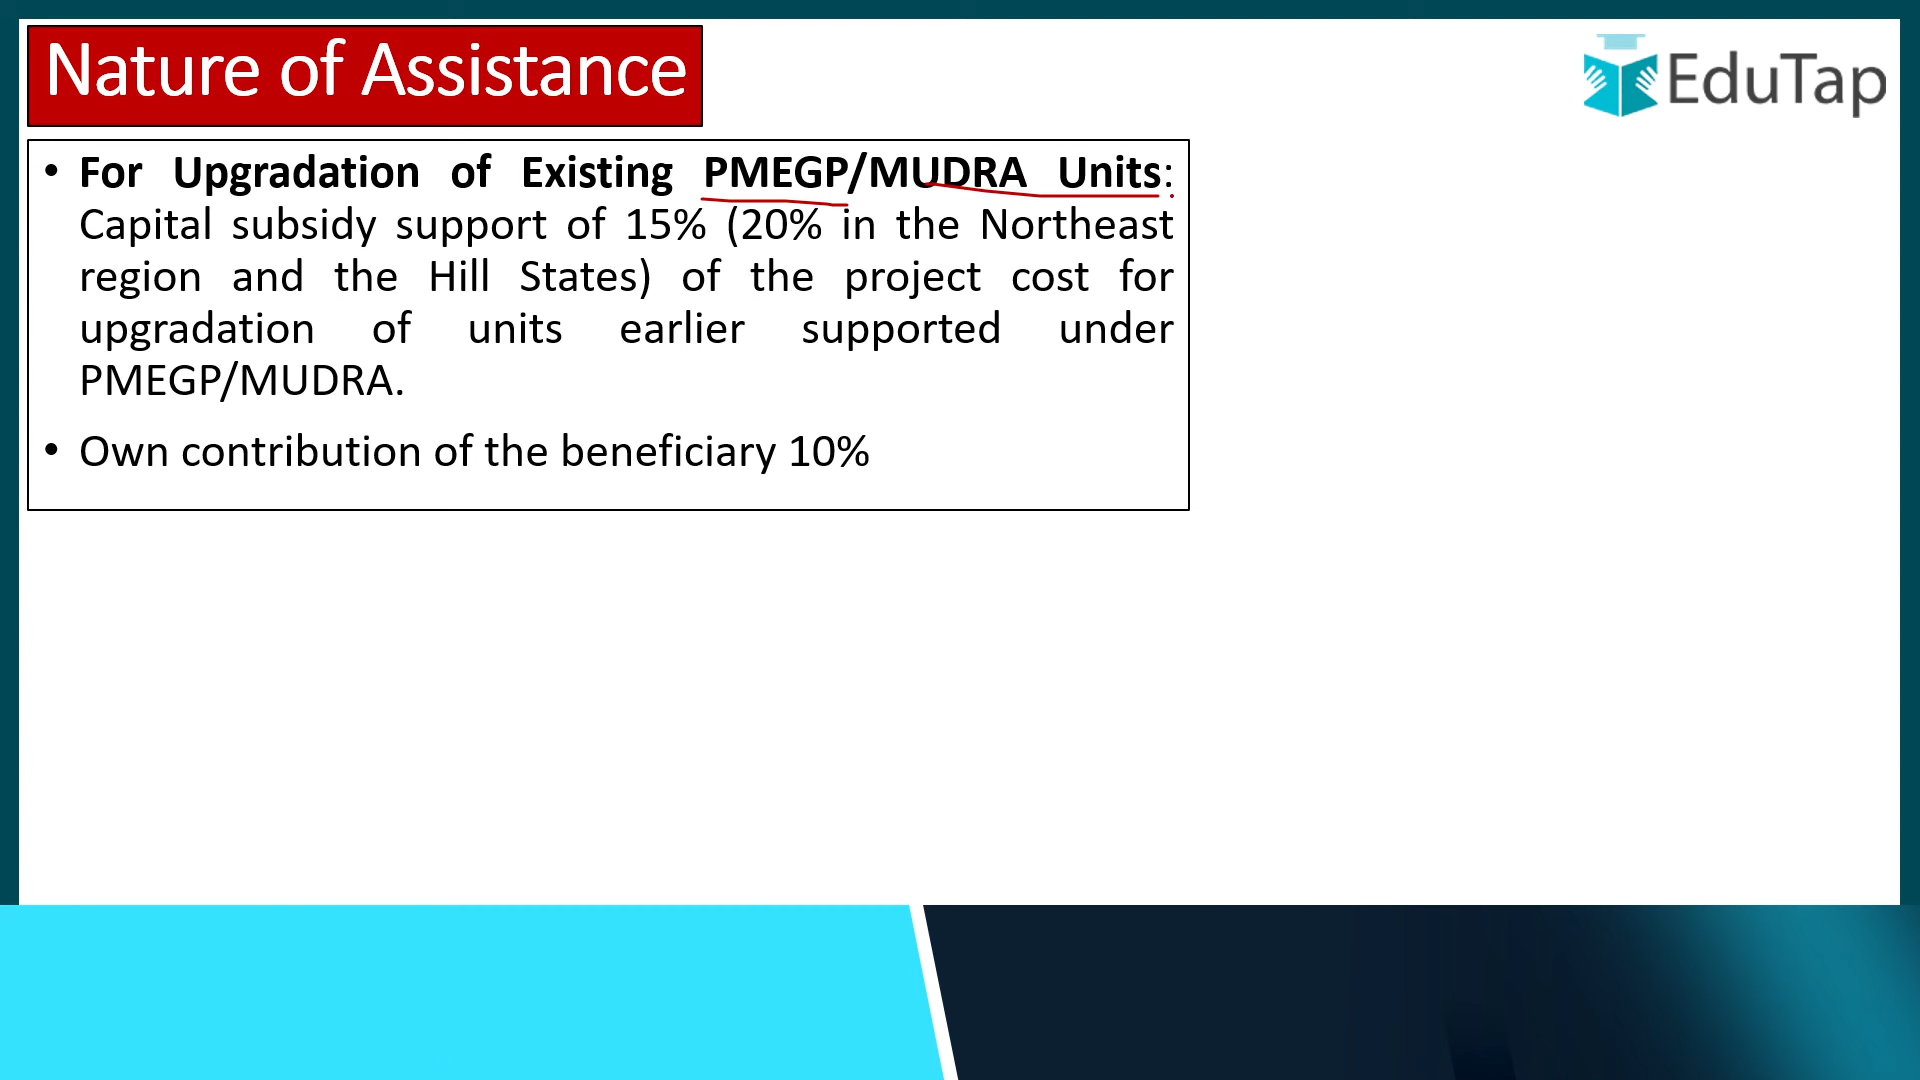 Nature of Assistance
EduTap
• For Upgradation of Existing PMEGP/MUDRA Units:
Capital subsidy support of 15% (20% in the Northeast
region and the Hill States) of the project cost for
upgradation of units earlier supported under
PMEGP/MUDRA.
• Own contribution of the beneficiary 10%